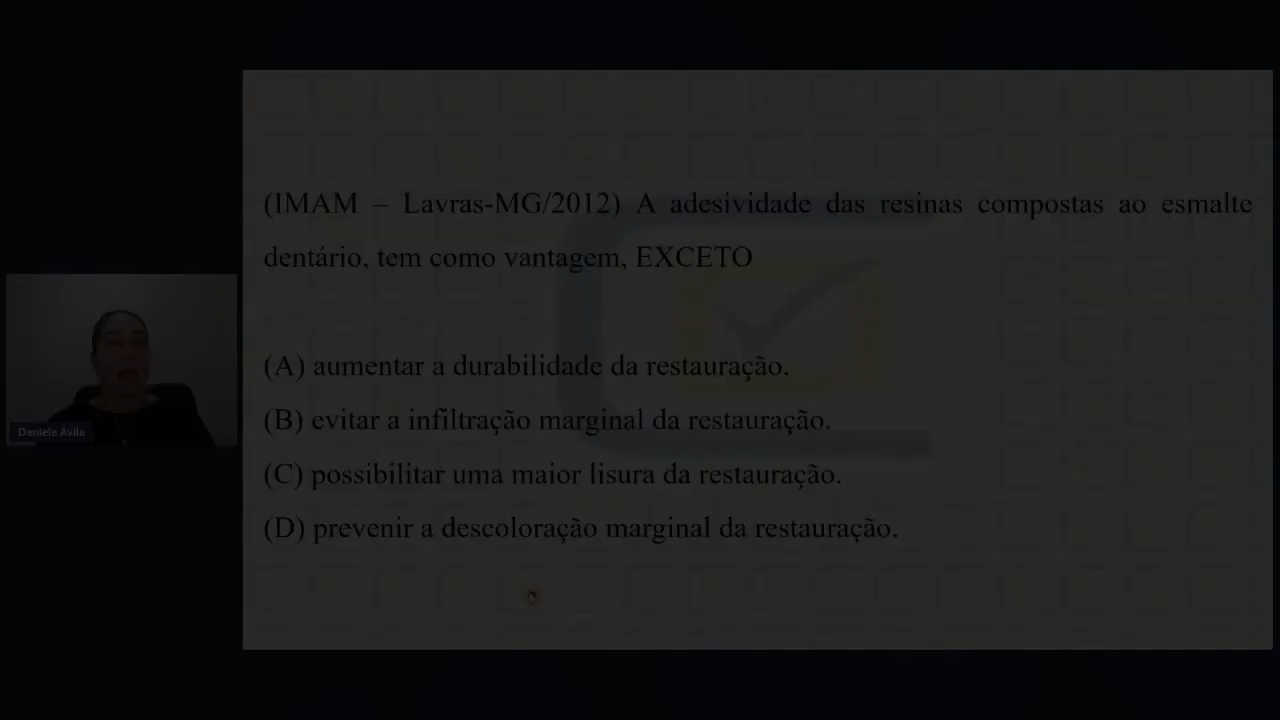 (IMAM – Lavras-MG/2012) A adesividade das resinas compostas ao esmalte
dentário, tem como vantagem, EXCETO
(A) aumentar a durabilidade da restauração.
(B) evitar a infiltração marginal da restauração.
(C) possibilitar uma maior lisura da restauração.
(D) prevenir a descoloração marginal da restauração.
Daniele Avila